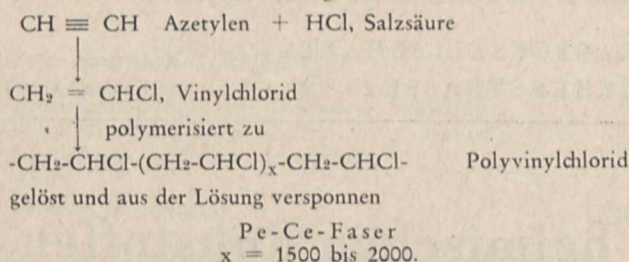 CH ≡ CH Azetylen + HCl, Salzsäure
CH₂ = CHCl, Vinylchlorid
polymerisiert zu
-CH₂-CHCl-(CH₂-CHCl)ₓ-CH₂-CHCl- Polyvinylchlorid
gelöst und aus der Lösung versponnen
Pe-Ce-Faser
x = 1500 bis 2000.